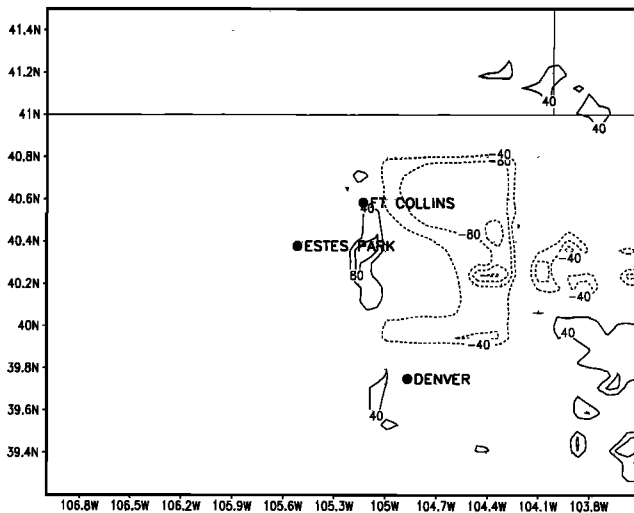 41.4N
41.2N
40
40
41N
40.8N
-40
-80
40.6N
FT COLLINS
40
-80
40.4N
ESTES PARK
-40
80
40.2N
-40
40N
40
-40
39.8N
DENVER
39.6N
40
39.4N
106.8W 106.5W 106.2W 105.9W 105.6W 105.3W 105W 104.7W 104.4W 104.1W 103.8W